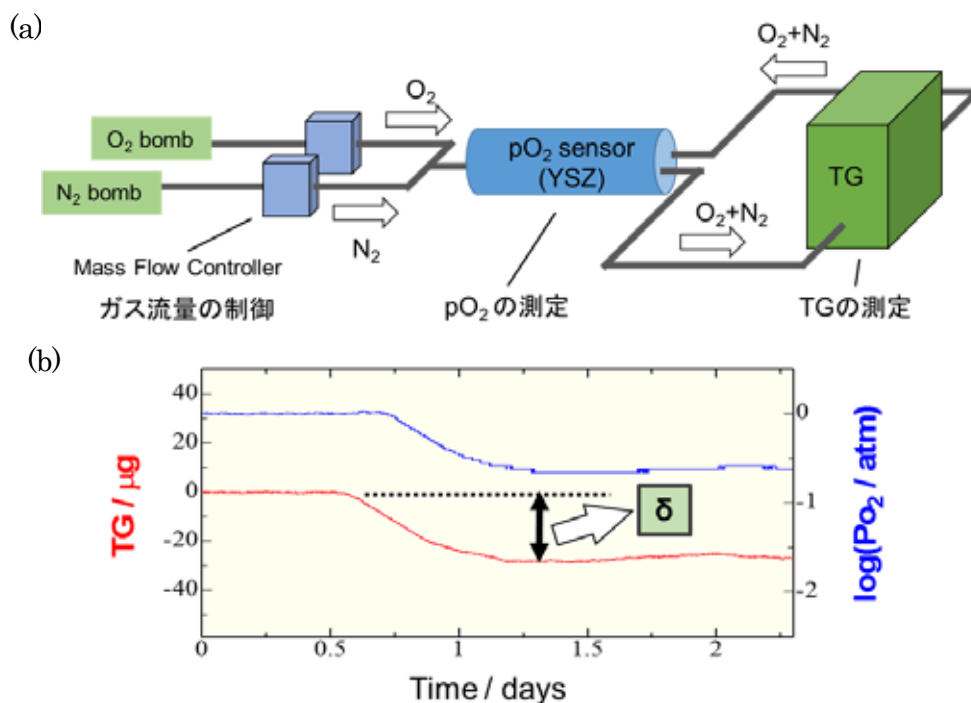 (a)
O₂+N₂
O₂
O₂ bomb
N₂ bomb
pO₂ sensor
(YSZ)
TG
O₂+N₂
N₂
Mass Flow Controller
ガス流量の制御
pO₂の測定
TGの測定
(b)
40
20
0
-20
-40
TG / μg
0
-1
-2
log(Po₂ / atm)
δ
0
0.5
1
1.5
2
Time / days